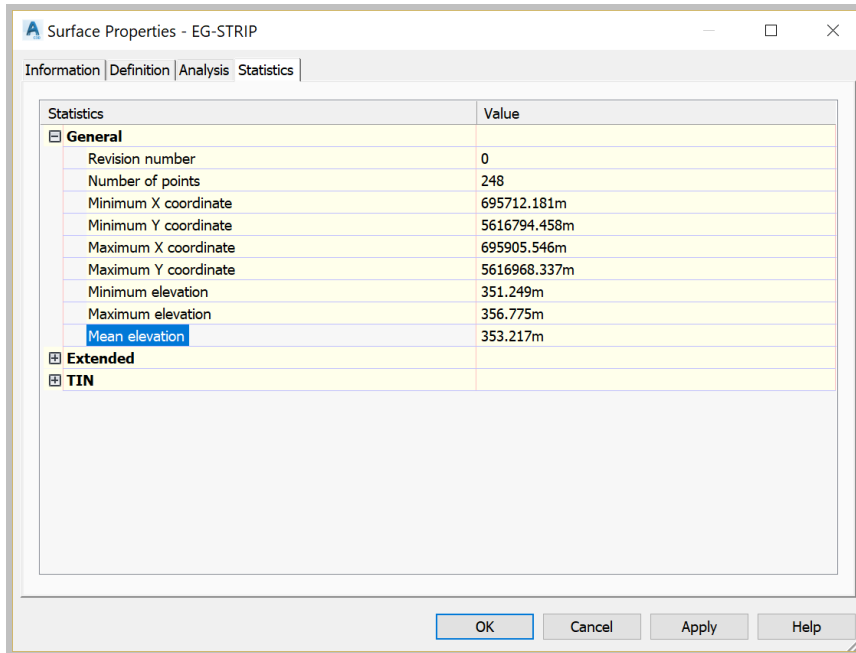 Surface Properties - EG-STRIP
Information Definition Analysis Statistics
Statistics Value
General
Revision number 0
Number of points 248
Minimum X coordinate 695712.181m
Minimum Y coordinate 5616794.458m
Maximum X coordinate 695905.546m
Maximum Y coordinate 5616968.337m
Minimum elevation 351.249m
Maximum elevation 356.775m
Mean elevation 353.217m
Extended
TIN
OK Cancel Apply Help